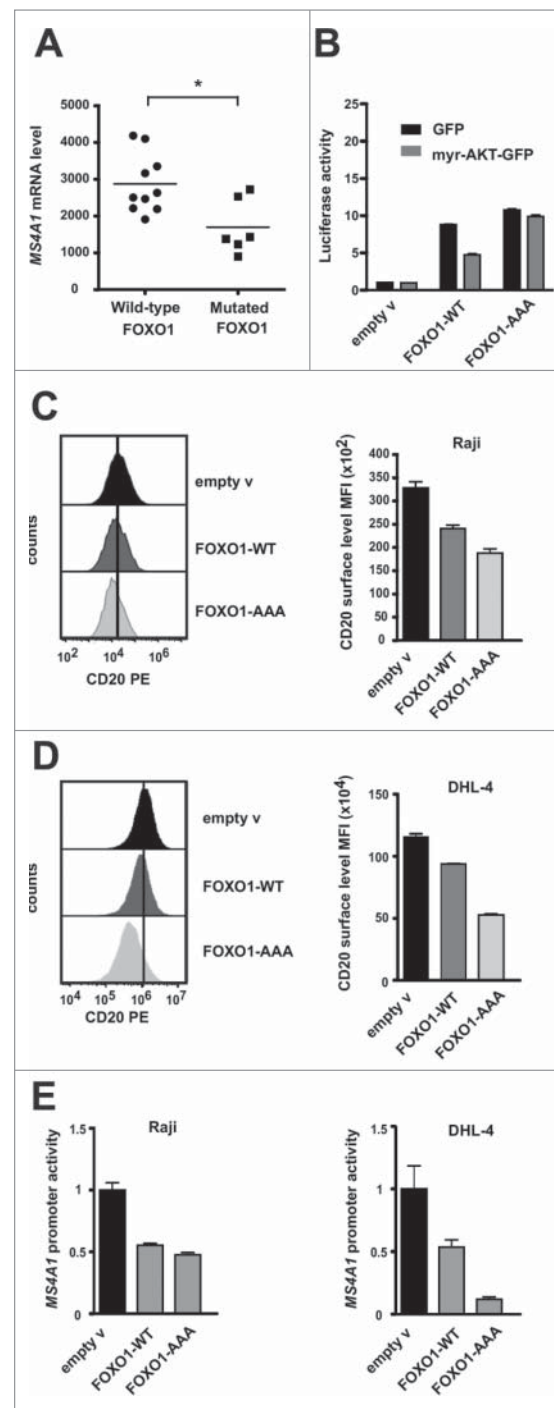 A
*
MS4A1 mRNA level
5000
4000
3000
2000
1000
0
Wild-type
FOXO1
Mutated
FOXO1
B
Luciferase activity
25
20
15
10
5
0
GFP
myr-AKT-GFP
empty v
FOXO1-WT
FOXO1-AAA
C
counts
empty v
FOXO1-WT
FOXO1-AAA
10² 10⁴ 10⁶
CD20 PE
Raji
CD20 surface level MFI (x10²)
400
350
300
250
200
150
100
50
0
empty v
FOXO1-WT
FOXO1-AAA
D
counts
empty v
FOXO1-WT
FOXO1-AAA
10⁴ 10⁵ 10⁶ 10⁷
CD20 PE
DHL-4
CD20 surface level MFI (x10⁴)
150
100
50
0
empty v
FOXO1-WT
FOXO1-AAA
E
Raji
MS4A1 promoter activity
1.5
1
0.5
0
empty v
FOXO1-WT
FOXO1-AAA
DHL-4
MS4A1 promoter activity
1.5
1
0.5
0
empty v
FOXO1-WT
FOXO1-AAA